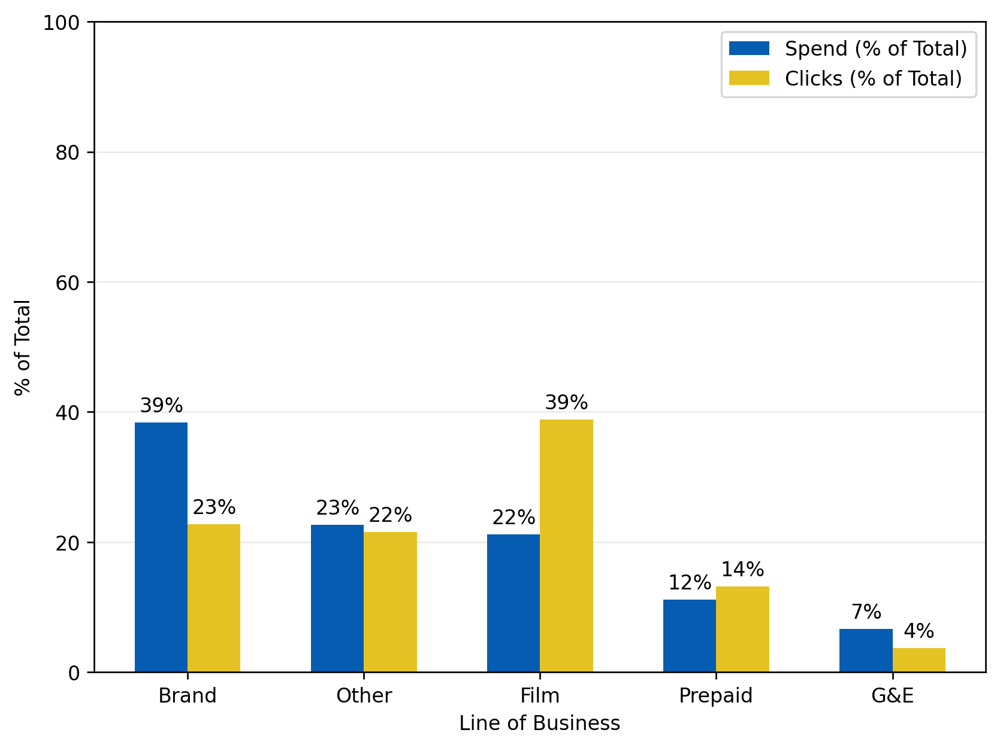 100
80
60
40
20
0
% of Total
Spend (% of Total)
Clicks (% of Total)
39%
23%
23%
22%
22%
39%
12%
14%
7%
4%
Brand
Other
Film
Prepaid
G&E
Line of Business